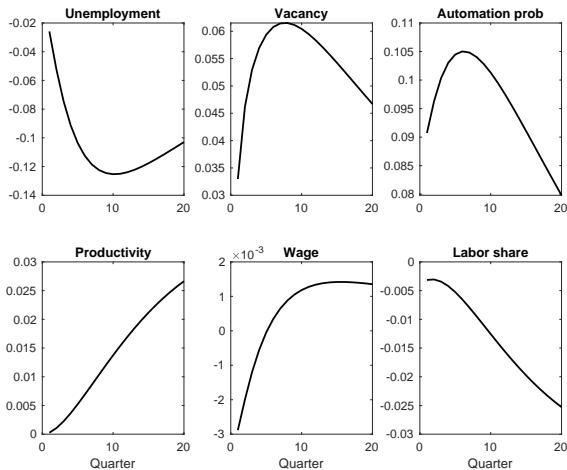 Unemployment
-0.02
-0.04
-0.06
-0.08
-0.1
-0.12
-0.14
0 10 20
Vacancy
0.06
0.055
0.05
0.045
0.04
0.035
0.03
0 10 20
Automation prob
0.11
0.105
0.1
0.095
0.09
0.085
0.08
0 10 20
Productivity
0.03
0.025
0.02
0.015
0.01
0.005
0
0 10 20
Quarter
×10⁻³
Wage
2
1
0
-1
-2
-3
0 10 20
Quarter
Labor share
0
-0.005
-0.01
-0.015
-0.02
-0.025
-0.03
0 10 20
Quarter